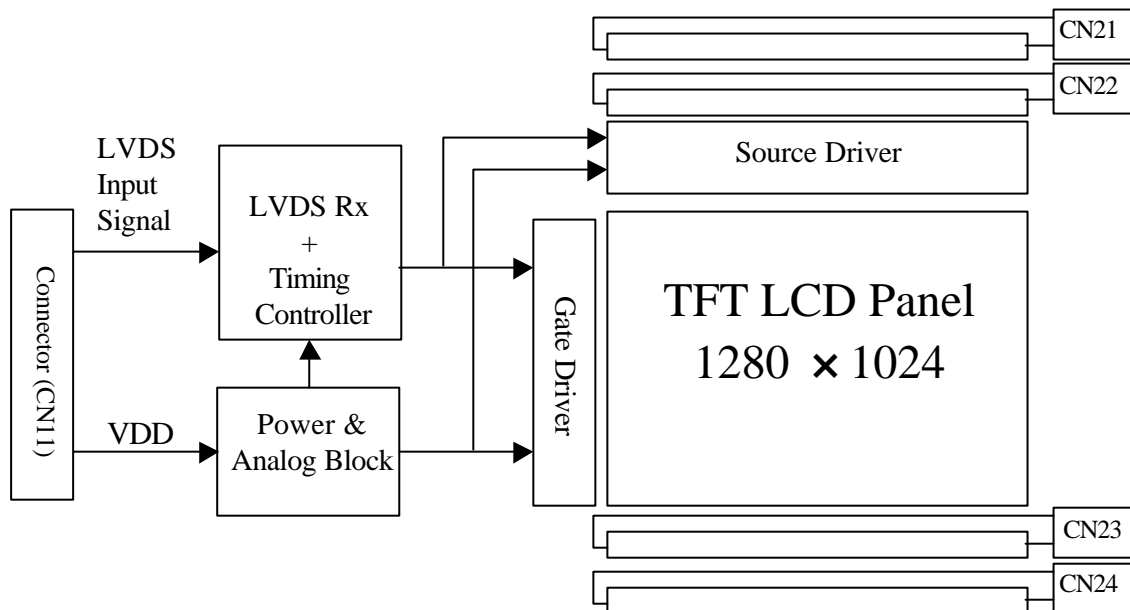 CN21
CN22
LVDS
Input
Signal
Source Driver
LVDS Rx
+
Timing
Controller
Connector (CN11)
Gate Driver
TFT LCD Panel
1280 × 1024
VDD
Power &
Analog Block
CN23
CN24